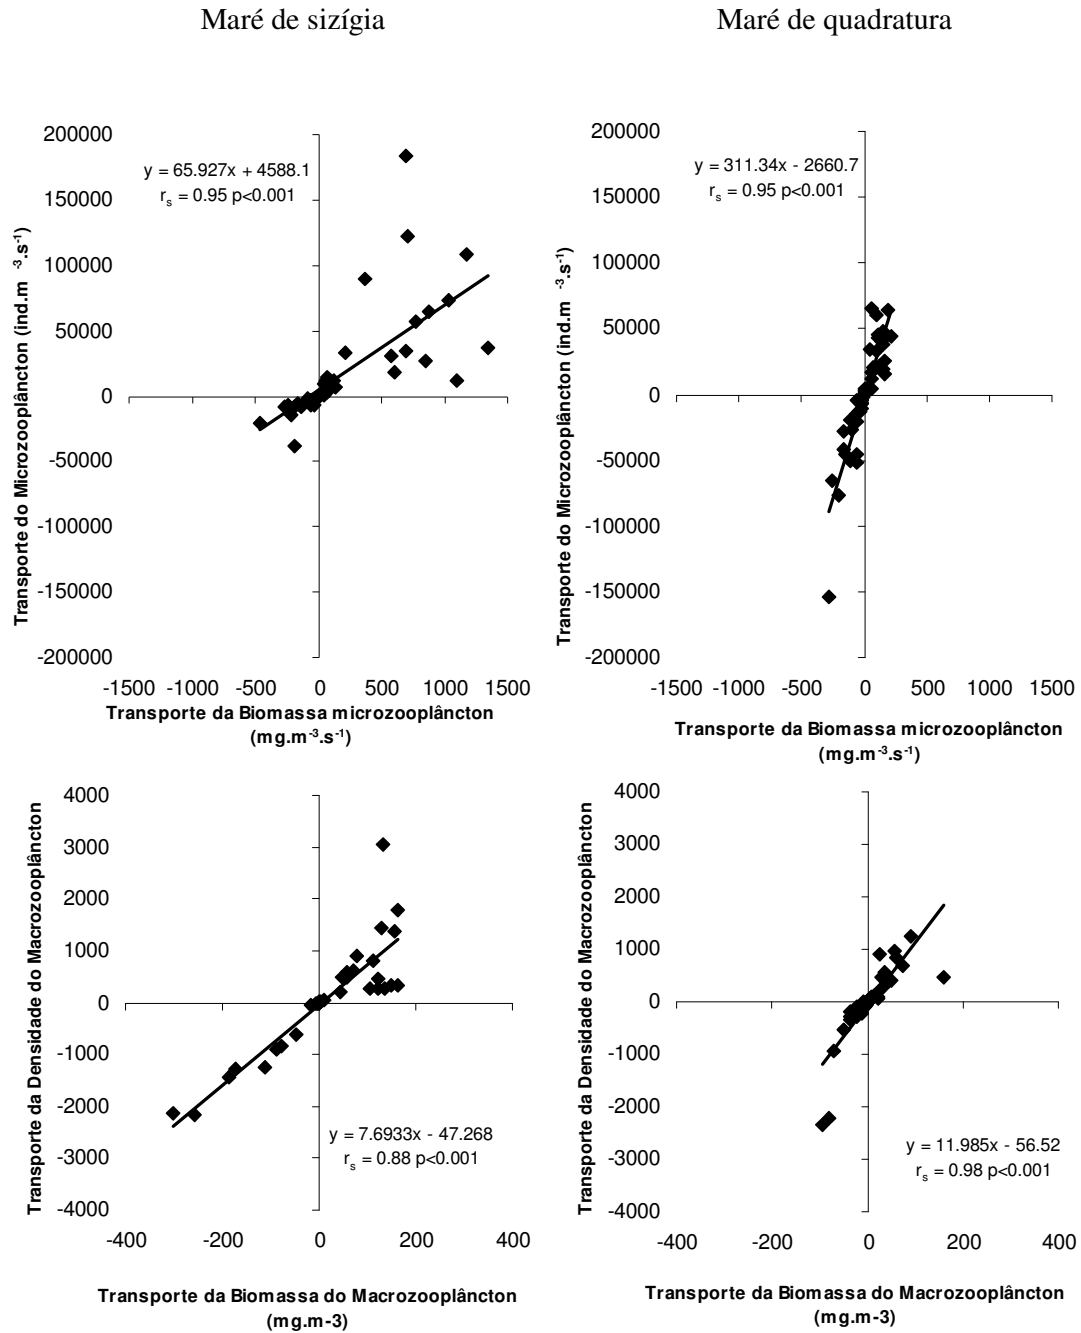 Maré de sizígia
Maré de quadratura
200000
150000
100000
50000
0
-50000
-100000
-150000
-200000
y = 65.927x + 4588.1
rs = 0.95 p<0.001
Transporte do Microzooplâncton (ind.m -3.s-1)
-1500 -1000 -500 0 500 1000 1500
Transporte da Biomassa microzooplâncton
(mg.m-3.s-1)
200000
150000
100000
50000
0
-50000
-100000
-150000
-200000
y = 311.34x - 2660.7
rs = 0.95 p<0.001
Transporte do Microzooplâncton (ind.m -3.s-1)
-1500 -1000 -500 0 500 1000 1500
Transporte da Biomassa microzooplâncton
(mg.m-3.s-1)
4000
3000
2000
1000
0
-1000
-2000
-3000
-4000
Transporte da Densidade do Macrozooplâncton
y = 7.6933x - 47.268
rs = 0.88 p<0.001
-400 -200 0 200 400
Transporte da Biomassa do Macrozooplâncton
(mg.m-3)
4000
3000
2000
1000
0
-1000
-2000
-3000
-4000
Transporte da Densidade do Macrozooplâncton
y = 11.985x - 56.52
rs = 0.98 p<0.001
-400 -200 0 200 400
Transporte da Biomassa do Macrozooplâncton
(mg.m-3)